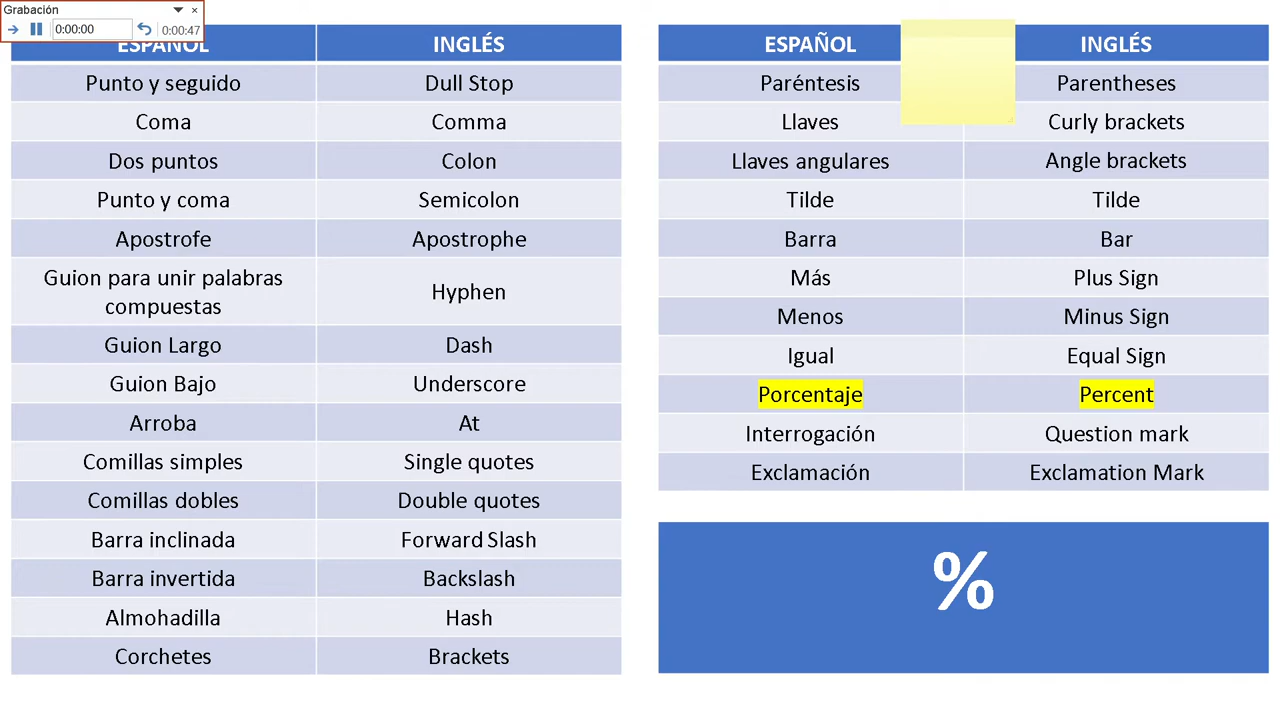 Grabación
0:00:00
0:00:47
ESPAÑOL INGLÉS
Punto y seguido Dull Stop
Coma Comma
Dos puntos Colon
Punto y coma Semicolon
Apostrofe Apostrophe
Guion para unir palabras
compuestas
Hyphen
Guion Largo Dash
Guion Bajo Underscore
Arroba At
Comillas simples Single quotes
Comillas dobles Double quotes
Barra inclinada Forward Slash
Barra invertida Backslash
Almohadilla Hash
Corchetes Brackets
ESPAÑOL INGLÉS
Paréntesis Parentheses
Llaves Curly brackets
Llaves angulares Angle brackets
Tilde Tilde
Barra Bar
Más Plus Sign
Menos Minus Sign
Igual Equal Sign
Porcentaje Percent
Interrogación Question mark
Exclamación Exclamation Mark
%